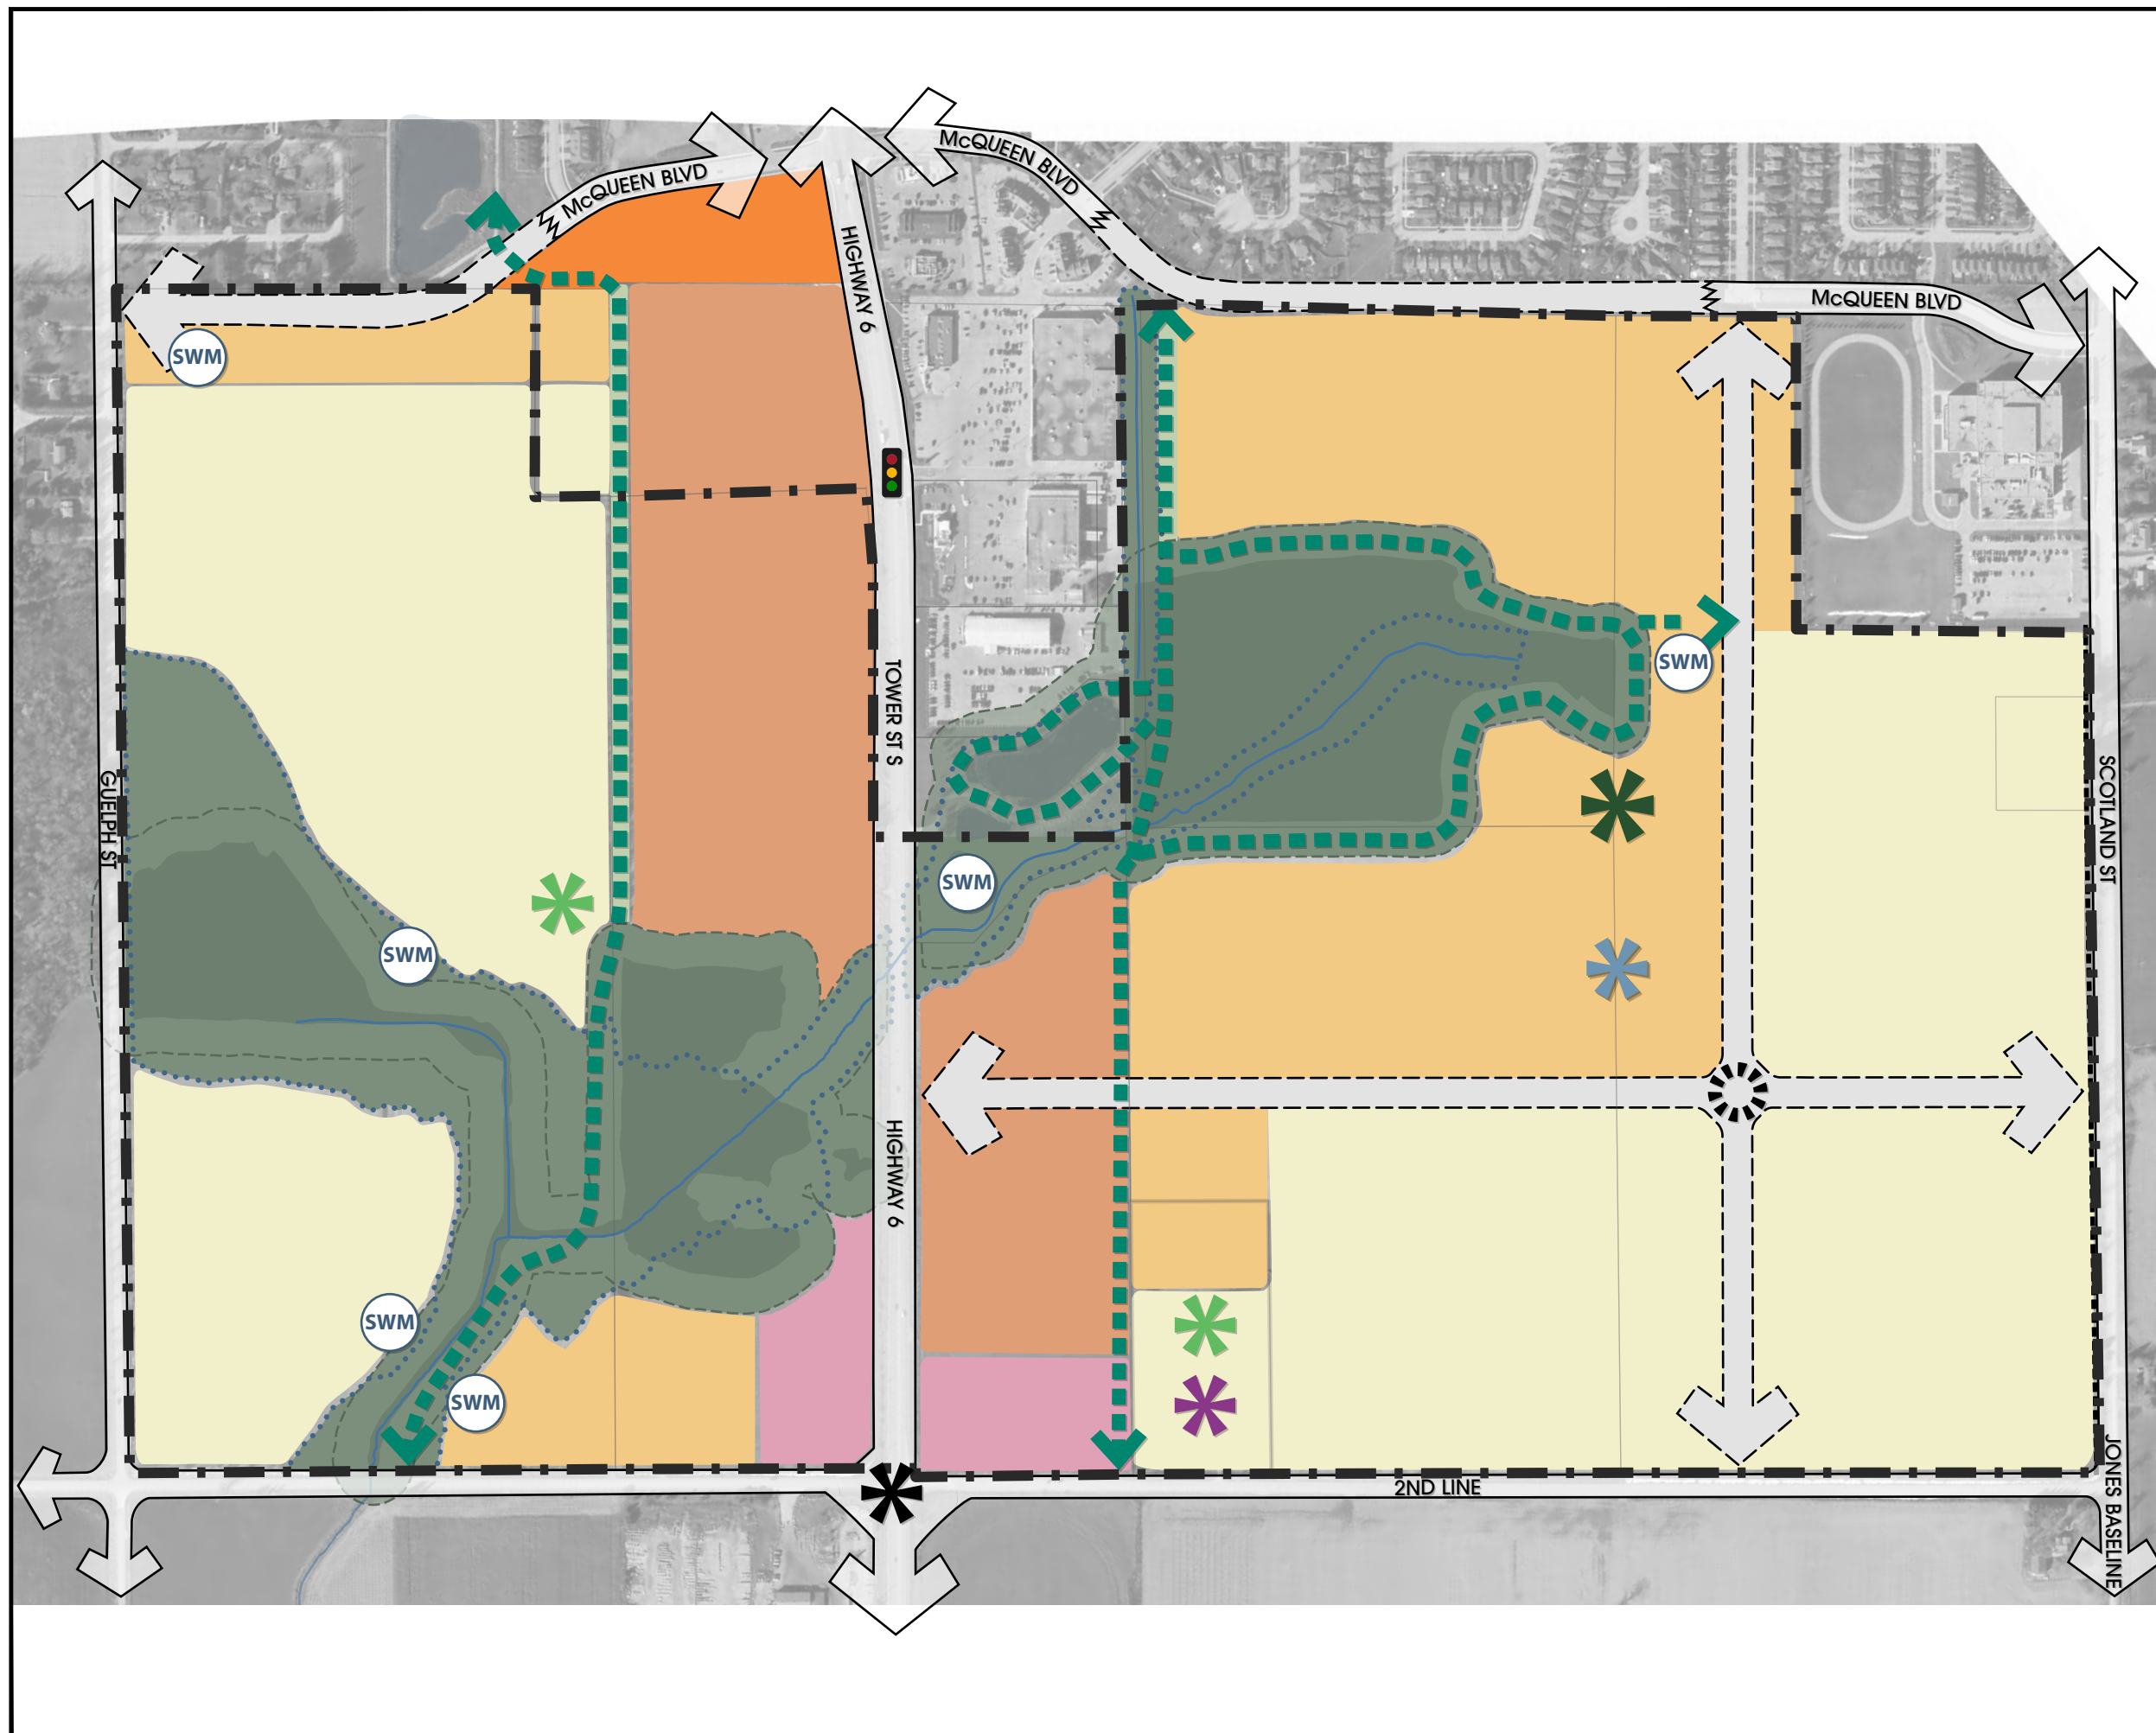 McQUEEN BLVD
McQUEEN BLVD
HIGHWAY 6
McQUEEN BLVD
SWM
TOWER ST S
SWM
GUELPH ST
SCOTLAND ST
SWM
SWM
HIGHWAY 6
SWM
SWM
2ND LINE
JONES BASELINE